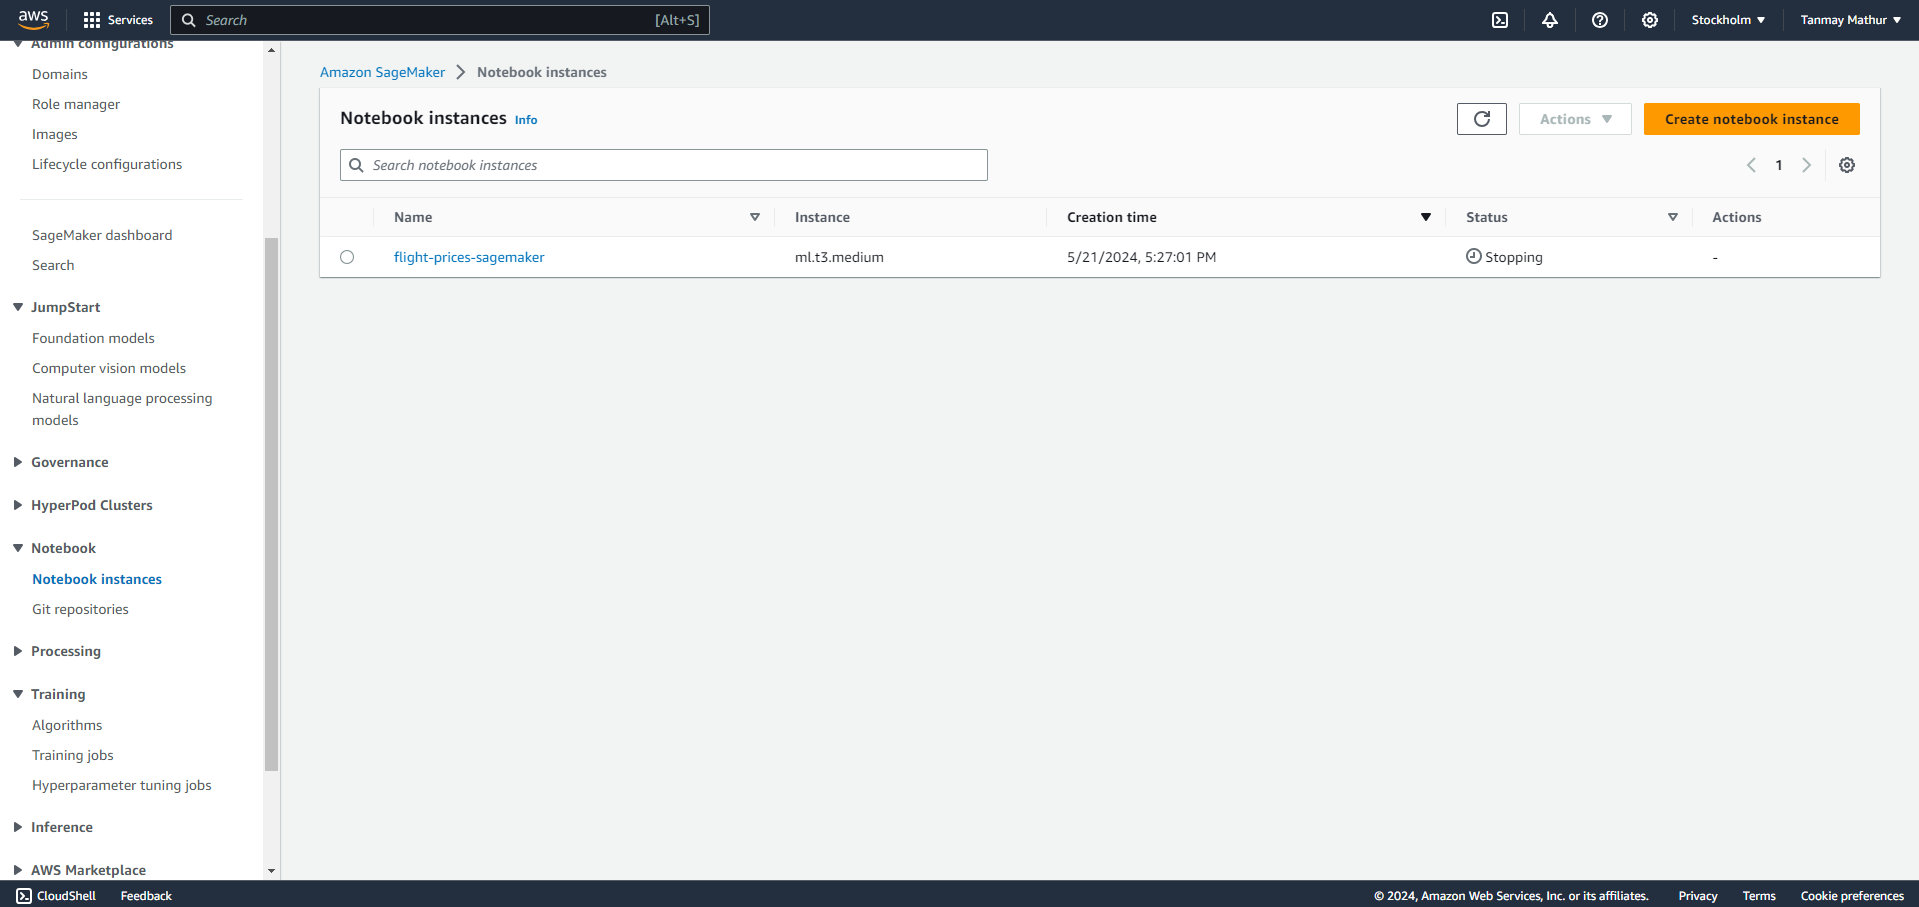 aws
Services
Search [Alt+S]
Stockholm
Tanmay Mathur
Admin configurations
Domains
Role manager
Images
Lifecycle configurations
SageMaker dashboard
Search
JumpStart
Foundation models
Computer vision models
Natural language processing
models
Governance
HyperPod Clusters
Notebook
Notebook instances
Git repositories
Processing
Training
Algorithms
Training jobs
Hyperparameter tuning jobs
Inference
AWS Marketplace
Amazon SageMaker > Notebook instances
Notebook instances Info
Actions
Create notebook instance
Search notebook instances
1
Name Instance Creation time Status Actions
flight-prices-sagemaker ml.t3.medium 5/21/2024, 5:27:01 PM Stopping -
CloudShell Feedback
© 2024, Amazon Web Services, Inc. or its affiliates. Privacy Terms Cookie preferences